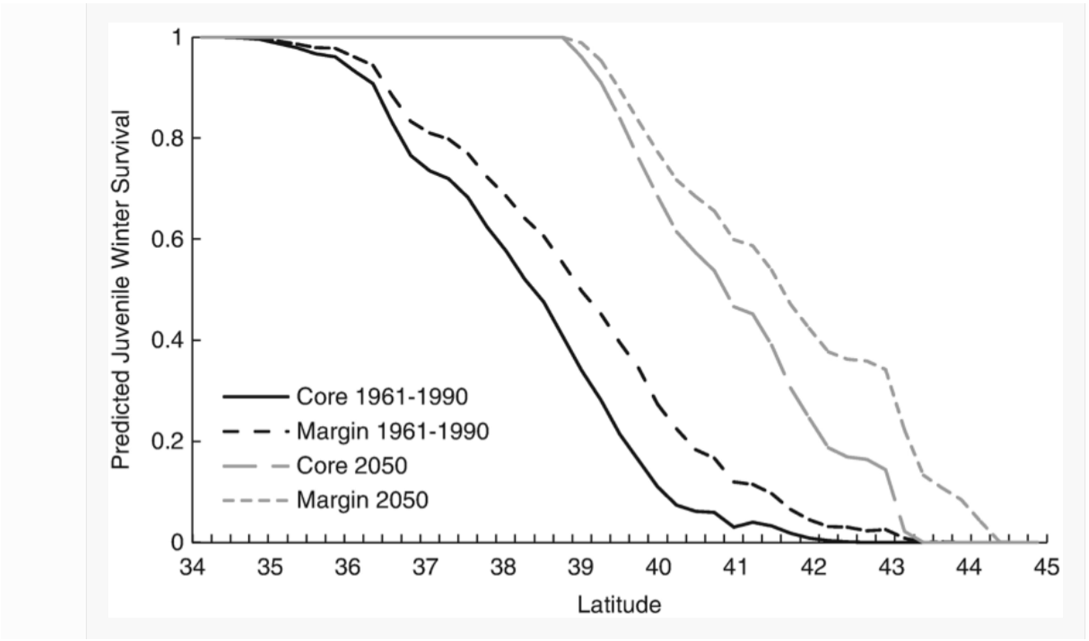 Predicted Juvenile Winter Survival
1
0.8
0.6
0.4
0.2
0
Core 1961-1990
Margin 1961-1990
Core 2050
Margin 2050
34 35 36 37 38 39 40 41 42 43 44 45
Latitude